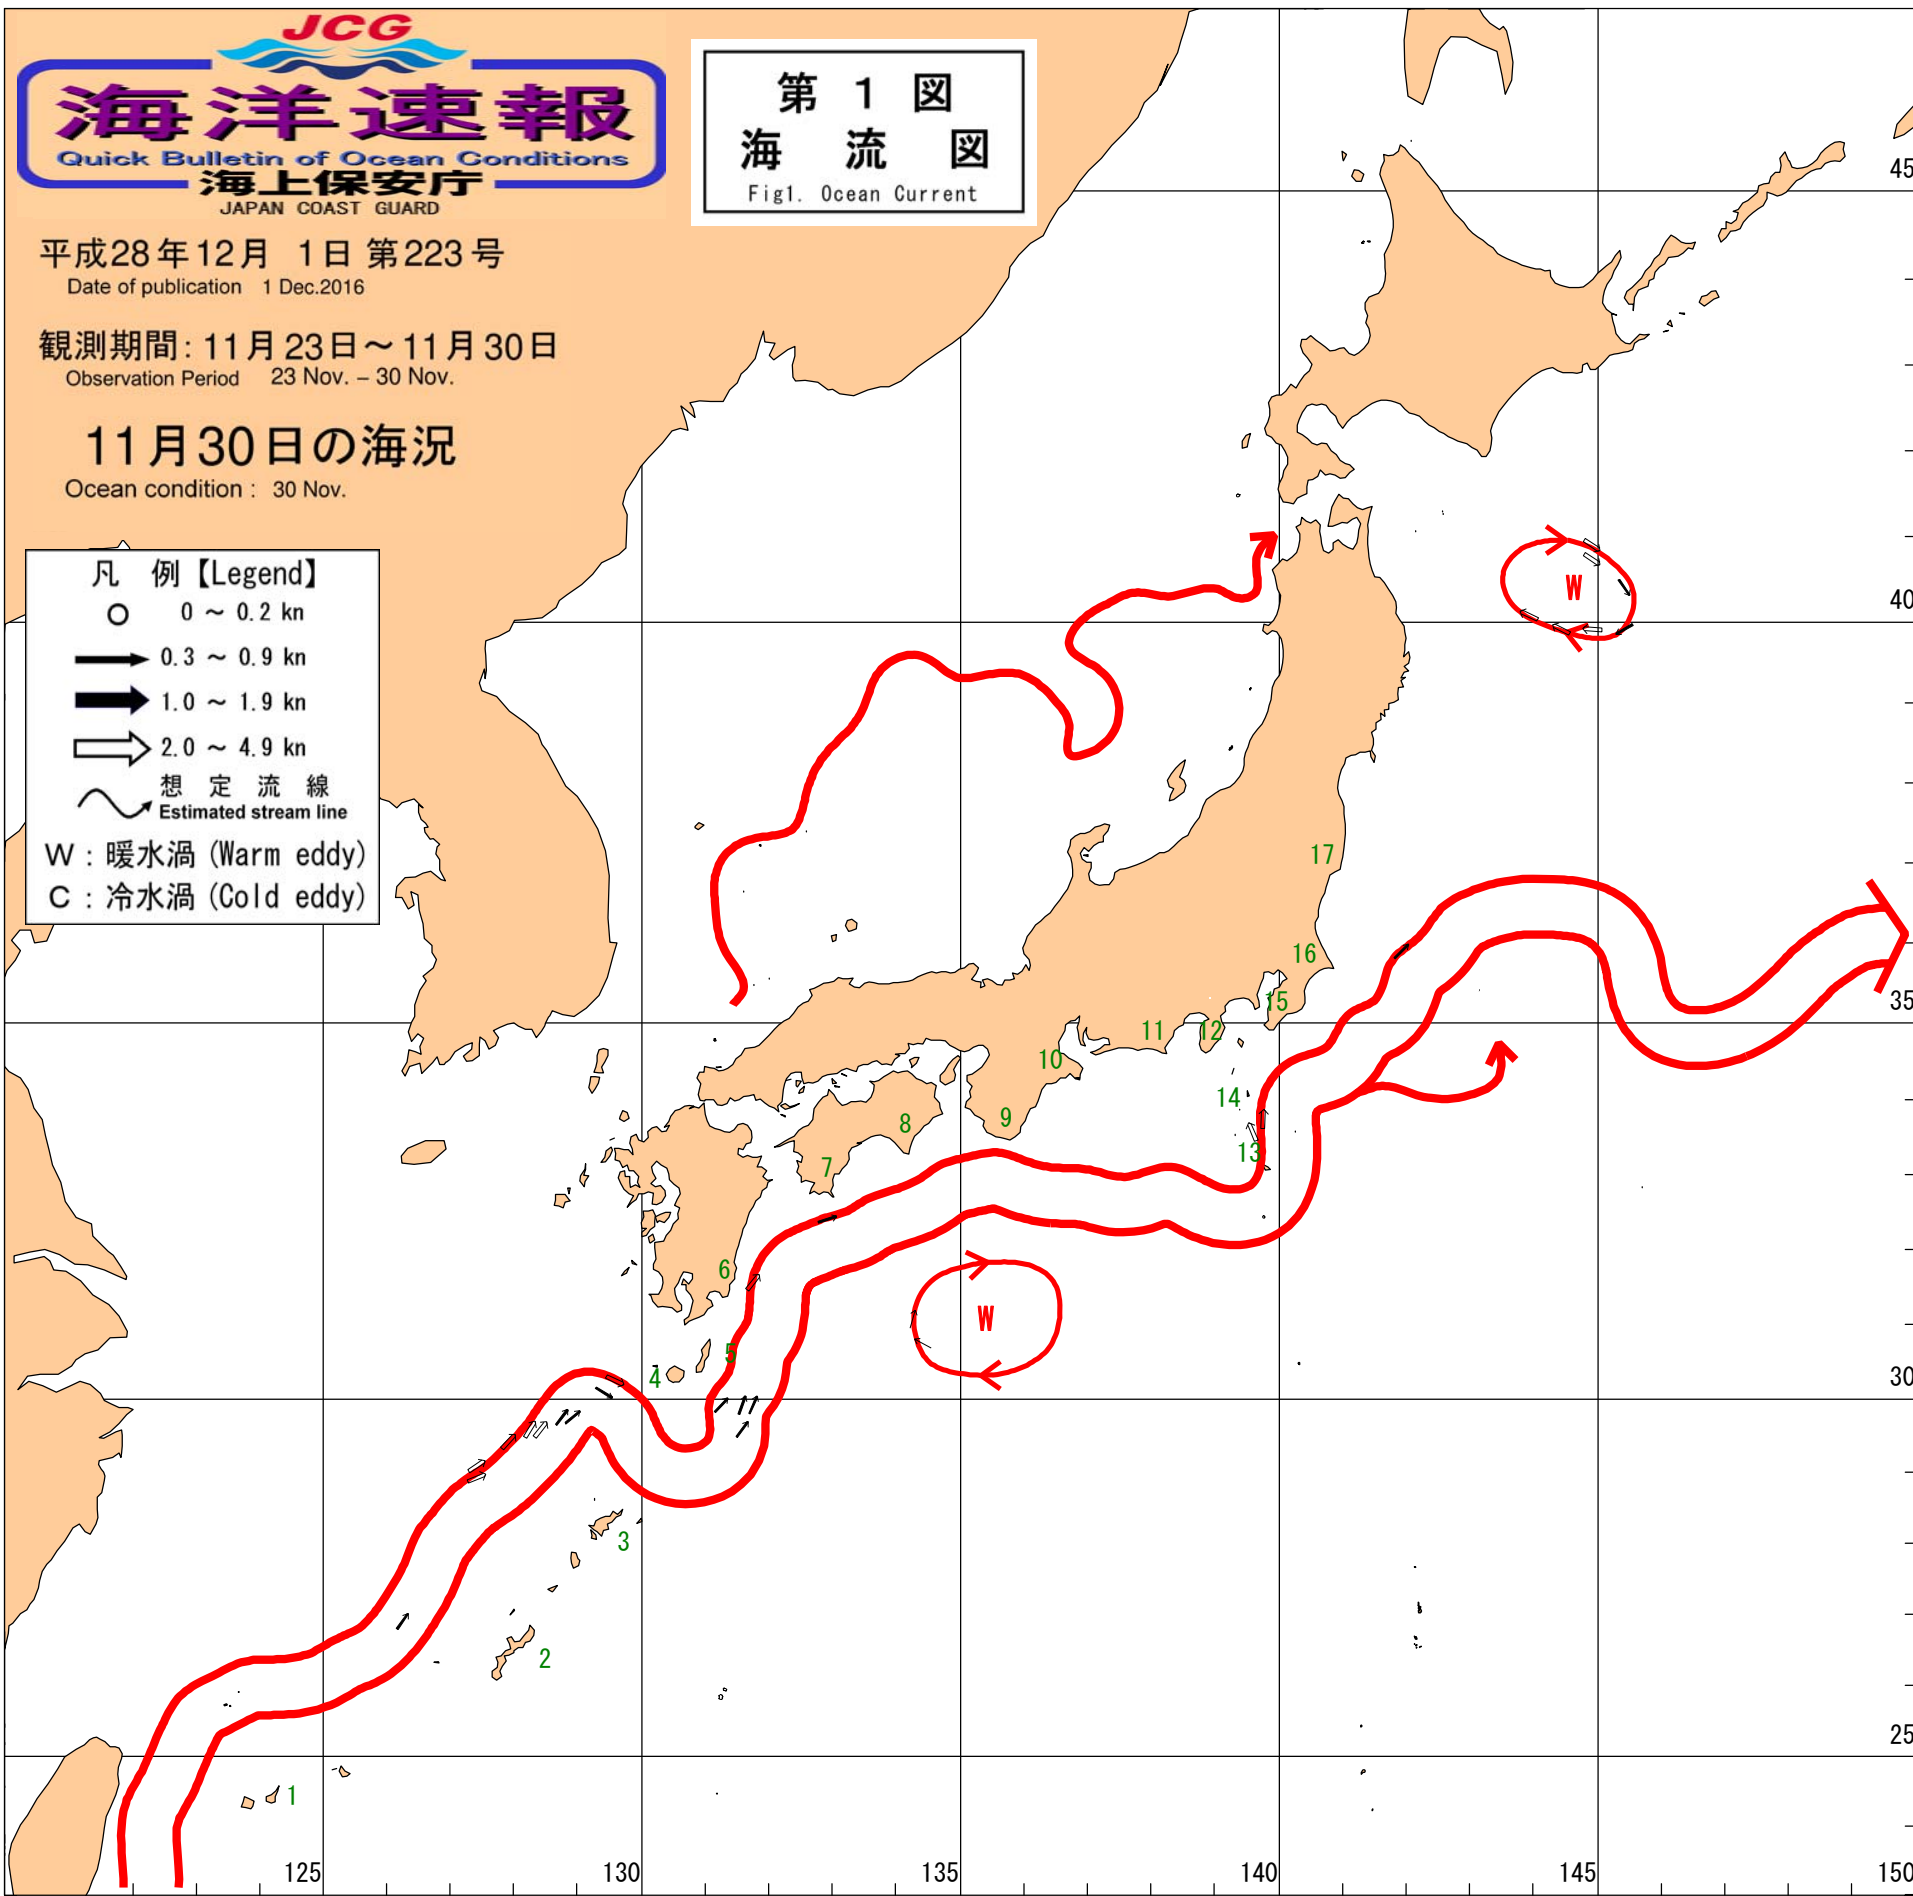 JCG
海洋速報
Quick Bulletin of Ocean Conditions
海上保安庁
JAPAN COAST GUARD
第 1 図
海 流 図
Fig1. Ocean Current
平成28年12月 1日 第223号
Date of publication 1 Dec.2016
観測期間: 11月23日～11月30日
Observation Period 23 Nov. – 30 Nov.
11月30日の海況
Ocean condition : 30 Nov.
凡 例【Legend】
0 ～ 0.2 kn
0.3 ～ 0.9 kn
1.0 ～ 1.9 kn
2.0 ～ 4.9 kn
想 定 流 線
Estimated stream line
W : 暖水渦 (Warm eddy)
C : 冷水渦 (Cold eddy)
45
W
40
17
16
15
35
12
11
10
14
9
8
13
7
6
W
5
4
30
3
2
25
1
125
130
135
140
145
150